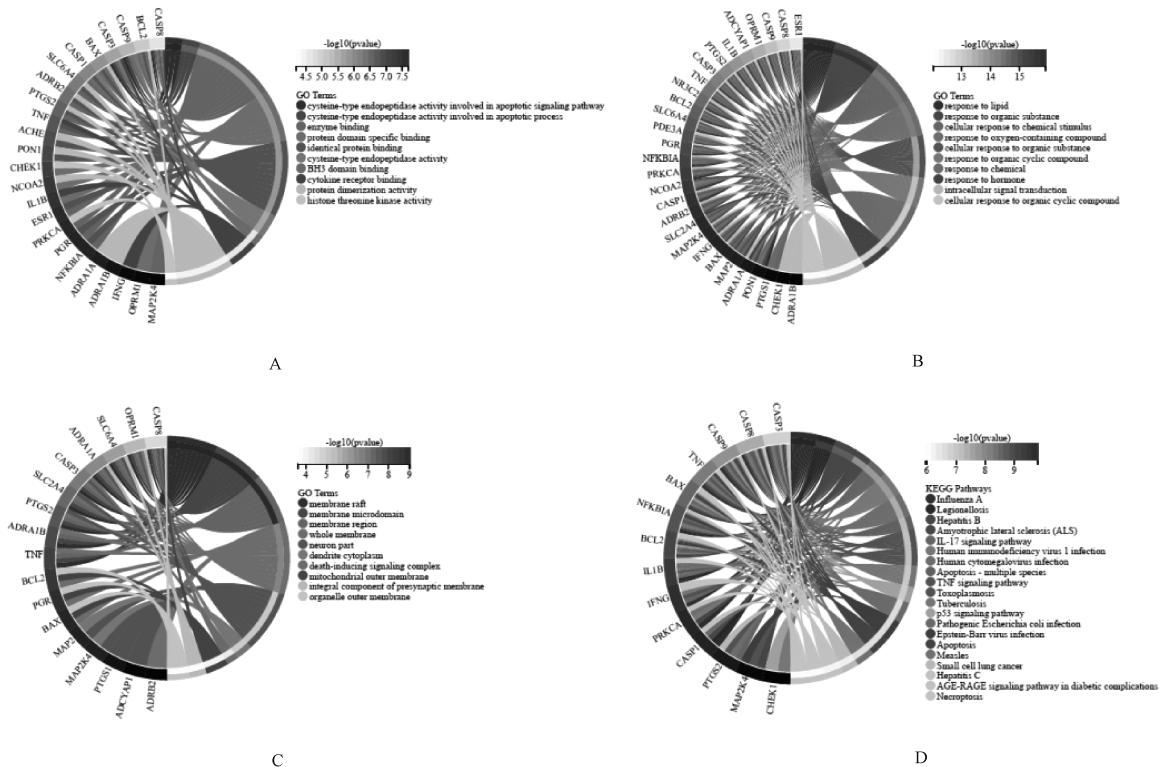 CASP8
BCL2
CASP9
CASP3
BAX
CASP1
SLC6A4
ADRB2
PTGS2
TNF
ACHE
PON1
CHEK1
NCOA2
IL1B
ESR1
PRKCA
PGR
NFKBIA
ADRA1A
ADRA1B
IFNG
OPRM1
MAP2K4
-log10(pvalue)
4.5 5.0 5.5 6.0 6.5 7.0 7.5
GO Terms
cysteine-type endopeptidase activity involved in apoptotic signaling pathway
cysteine-type endopeptidase activity involved in apoptotic process
enzyme binding
protein domain specific binding
identical protein binding
cysteine-type endopeptidase activity
BH3 domain binding
cytokine receptor binding
protein dimerization activity
histone threonine kinase activity
A
ESR1
CASP8
CASP9
OPRM1
ADCYAP1
IL1B
PTGS2
CASP3
TNF
NR3C2
BCL2
SLC6A4
PDE3A
PGR
NFKBIA
PRKCA
NCOA2
CASP1
ADRB2
SLC2A4
MAP2K4
IFNG
BAX
MAP2
ADRA1A
PON1
PTGS1
CHEK1
ADRA1B
-log10(pvalue)
13 14 15
GO Terms
response to lipid
response to organic substance
cellular response to chemical stimulus
response to oxygen-containing compound
cellular response to organic substance
response to organic cyclic compound
response to chemical
response to hormone
intracellular signal transduction
cellular response to organic cyclic compound
B
CASP8
OPRM1
SLC6A4
ADRA1A
CASP3
SLC2A4
PTGS2
ADRA1B
TNF
BCL2
PGR
BAX
MAP2
MAP2K4
PTGS1
ADCYAP1
ADRB2
-log10(pvalue)
4 5 6 7 8 9
GO Terms
membrane raft
membrane microdomain
membrane region
whole membrane
neuron part
dendrite cytoplasm
death-inducing signaling complex
mitochondrial outer membrane
integral component of presynaptic membrane
organelle outer membrane
C
CASP3
CASP8
CASP9
TNF
BAX
NFKBIA
BCL2
IL1B
IFNG
PRKCA
CASP1
PTGS2
MAP2K4
CHEK1
-log10(pvalue)
6 7 8 9
KEGG Pathways
Influenza A
Legionellosis
Hepatitis B
Amyotrophic lateral sclerosis (ALS)
IL-17 signaling pathway
Human immunodeficiency virus 1 infection
Human cytomegalovirus infection
Apoptosis - multiple species
TNF signaling pathway
Toxoplasmosis
Tuberculosis
p53 signaling pathway
Pathogenic Escherichia coli infection
Epstein-Barr virus infection
Apoptosis
Measles
Small cell lung cancer
Hepatitis C
AGE-RAGE signaling pathway in diabetic complications
Necroptosis
D